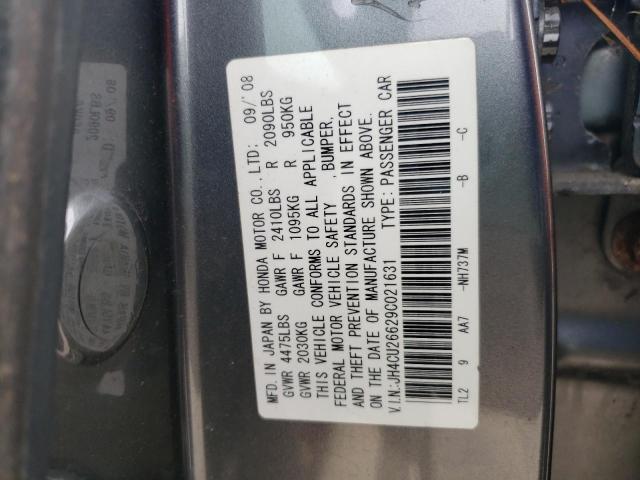 MFD. IN JAPAN BY HONDA MOTOR CO., LTD: 09/'08
GVWR 4475LBS GAWR F 2410LBS R 2090LBS
GVWR 2030KG GAWR F 1095KG R 950KG
THIS VEHICLE CONFORMS TO ALL APPLICABLE
FEDERAL MOTOR VEHICLE SAFETY ,BUMPER,
AND THEFT PREVENTION STANDARDS IN EFFECT
ON THE DATE OF MANUFACTURE SHOWN ABOVE.
V.I.N.:JH4CU26629C021631 TYPE: PASSENGER CAR
TL2 9 AA7 -NH737M -B -C